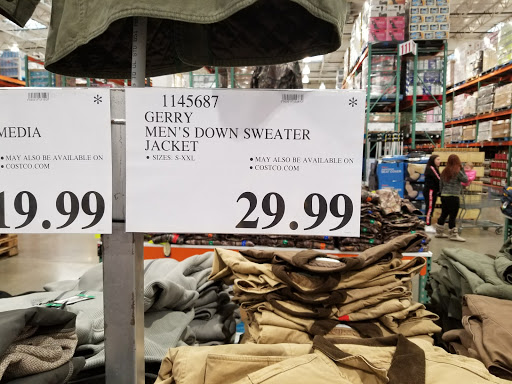 MEDIA
• MAY ALSO BE AVAILABLE ON
• COSTCO.COM
19.99
1145687
*
GERRY
MEN'S DOWN SWEATER
JACKET
• SIZES: S-XXL
• MAY ALSO BE AVAILABLE ON
• COSTCO.COM
29.99
*